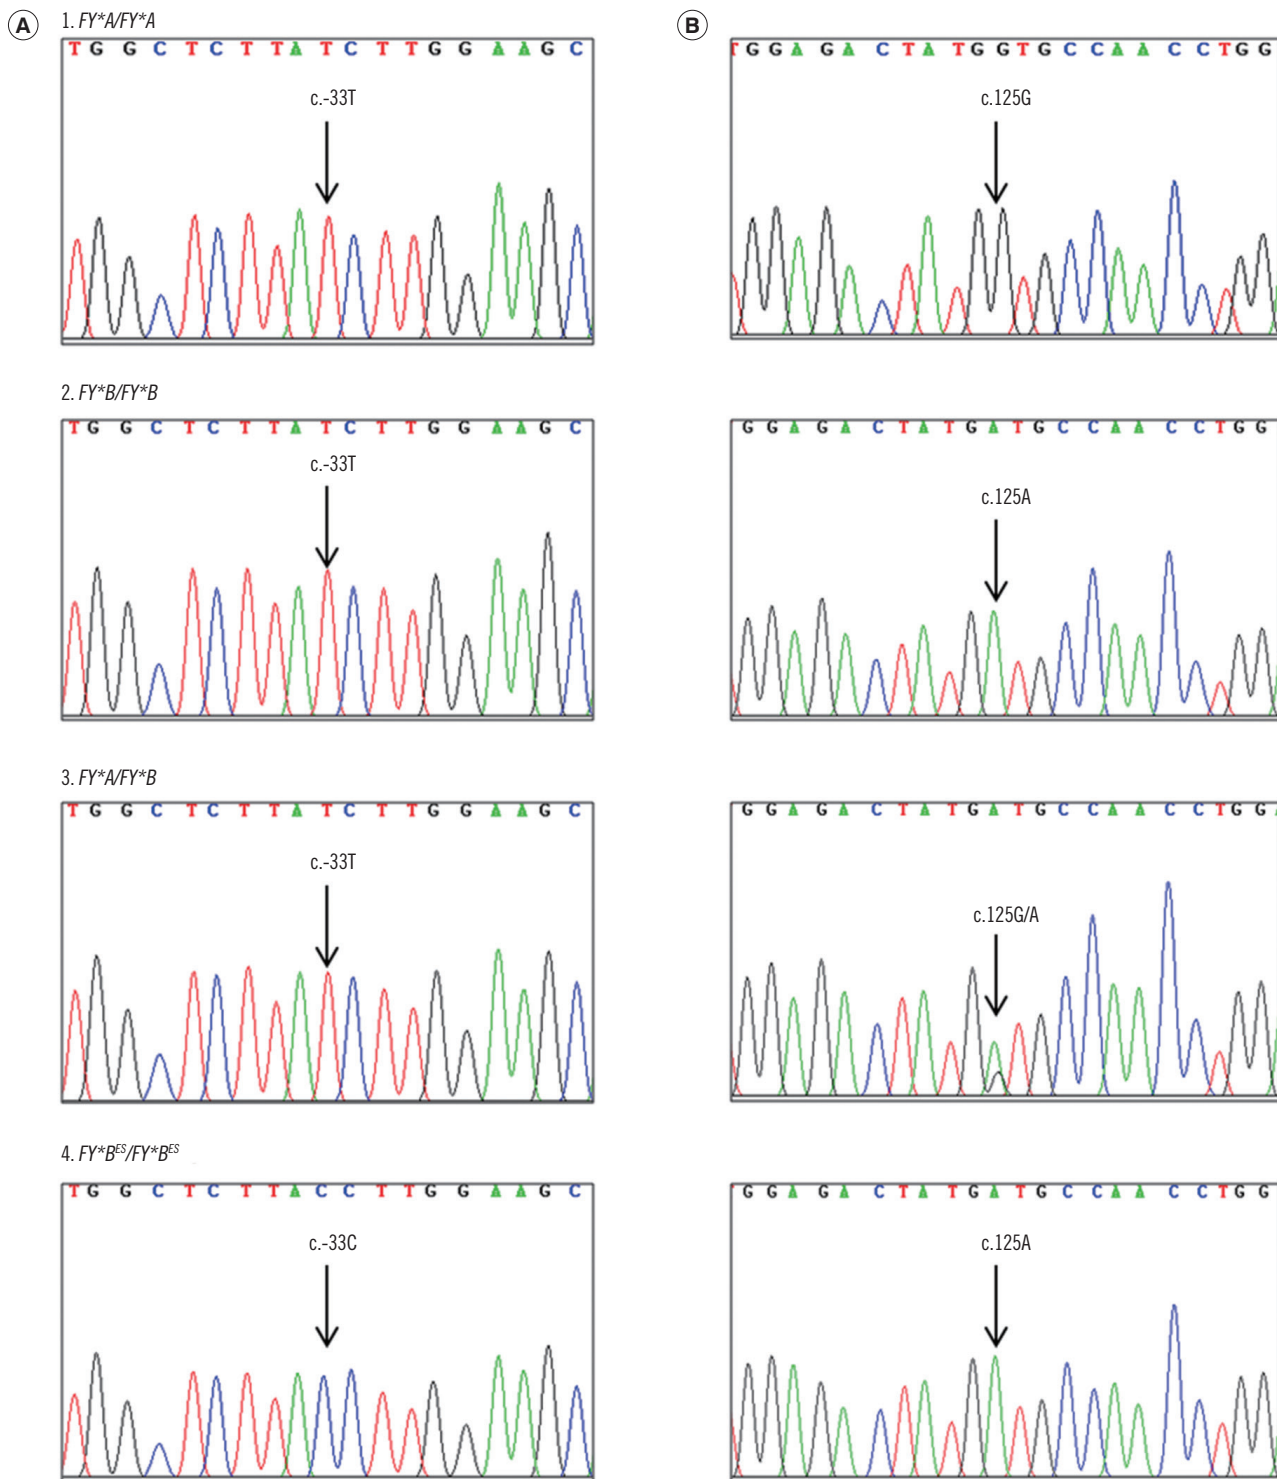 A
1. FY*A/FY*A
B
T G G C T C T T A T C T T G G A A G C
c.-33T
T G G A G A C T A T G G T G C C A A C C T G G
c.125G
2. FY*B/FY*B
T G G C T C T T A T C T T G G A A G C
c.-33T
G G A G A C T A T G A T G C C A A C C T G G
c.125A
3. FY*A/FY*B
T G G C T C T T A T C T T G G A A G C
c.-33T
G G A G A C T A T G A T G C C A A C C T G G A
c.125G/A
4. FY*B^ES/FY*B^ES
T G G C T C T T A C C T T G G A A G C
c.-33C
G G A G A C T A T G A T G C C A A C C T G G
c.125A